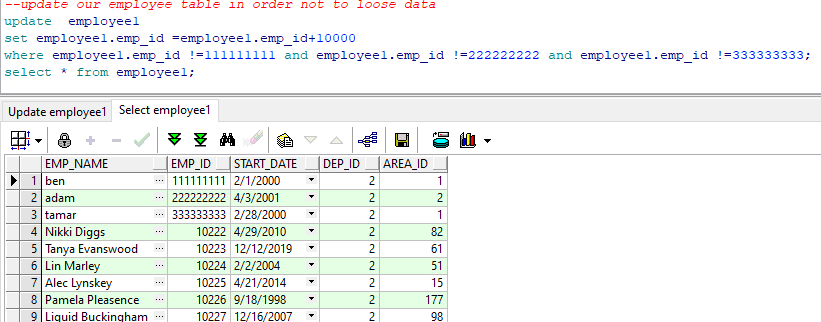 --update our employee table in order not to loose data
update employee1
set employee1.emp_id =employee1.emp_id+10000
where employee1.emp_id !=111111111 and employee1.emp_id !=222222222 and employee1.emp_id !=333333333;
select * from employee1;
Update employee1 Select employee1
EMP_NAME EMP_ID START_DATE DEP_ID AREA_ID
1 ben ... 111111111 2/1/2000 2 1
2 adam ... 222222222 4/3/2001 2 2
3 tamar ... 333333333 2/28/2000 2 1
4 Nikki Diggs ... 10222 4/29/2010 2 82
5 Tanya Evanswood ... 10223 12/12/2019 2 61
6 Lin Marley ... 10224 2/2/2004 2 51
7 Alec Lynskey ... 10225 4/21/2014 2 15
8 Pamela Pleasence ... 10226 9/18/1998 2 177
9 Liquid Buckingham ... 10227 12/16/2007 2 98